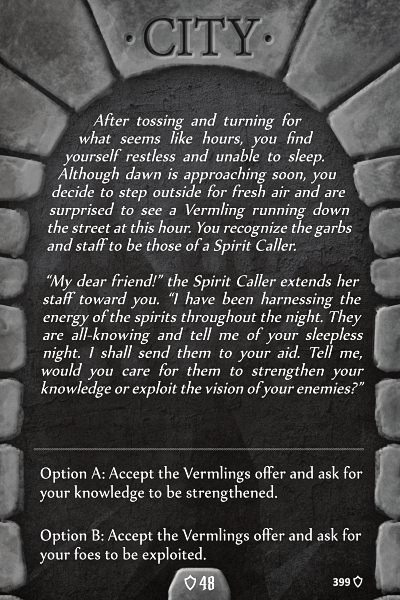 ·CITY·
After tossing and turning for
what seems like hours, you find
yourself restless and unable to sleep.
Although dawn is approaching soon, you
decide to step outside for fresh air and are
surprised to see a Vermling running down
the street at this hour. You recognize the garbs
and staff to be those of a Spirit Caller.
“My dear friend!” the Spirit Caller extends her
staff toward you. “I have been harnessing the
energy of the spirits throughout the night. They
are all-knowing and tell me of your sleepless
night. I shall send them to your aid. Tell me,
would you care for them to strengthen your
knowledge or exploit the vision of your enemies?”
Option A: Accept the Vermlings offer and ask for
your knowledge to be strengthened.
Option B: Accept the Vermlings offer and ask for
your foes to be exploited.
48
399